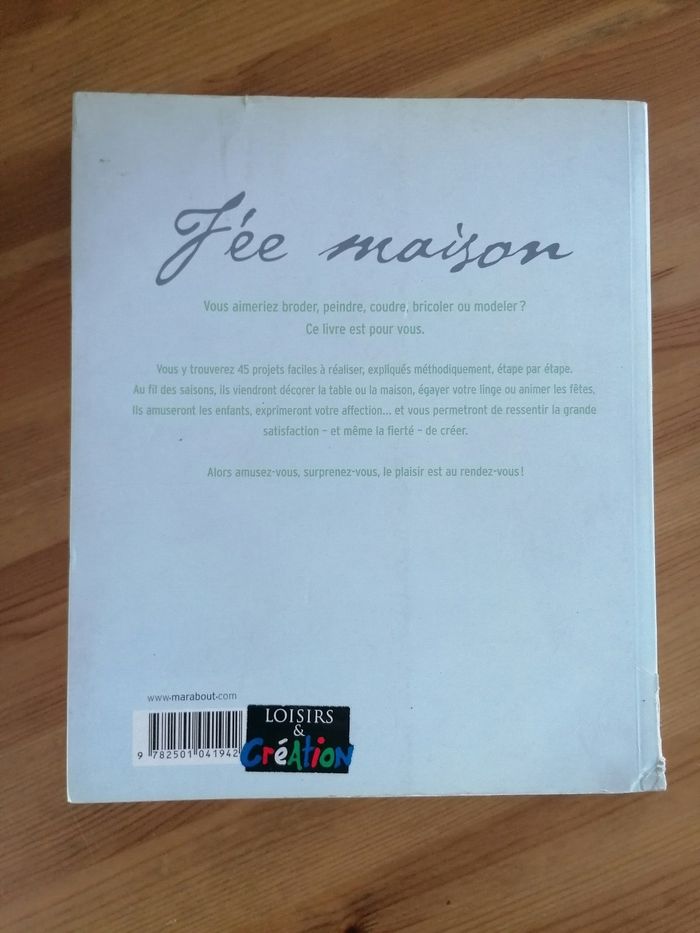 Fée maison
Vous aimeriez broder, peindre, coudre, bricoler ou modeler ?
Ce livre est pour vous.
Vous y trouverez 45 projets faciles à réaliser, expliqués méthodiquement, étape par étape.
Au fil des saisons, ils viendront décorer la table ou la maison, égayer votre linge ou animer les fêtes.
Ils amuseront les enfants, exprimeront votre affection... et vous permetront de ressentir la grande
satisfaction – et même la fierté – de créer.
Alors amusez-vous, surprenez-vous, le plaisir est au rendez-vous !
www.marabout.com
LOISIRS
&
CréAtioN
9 782501 041942